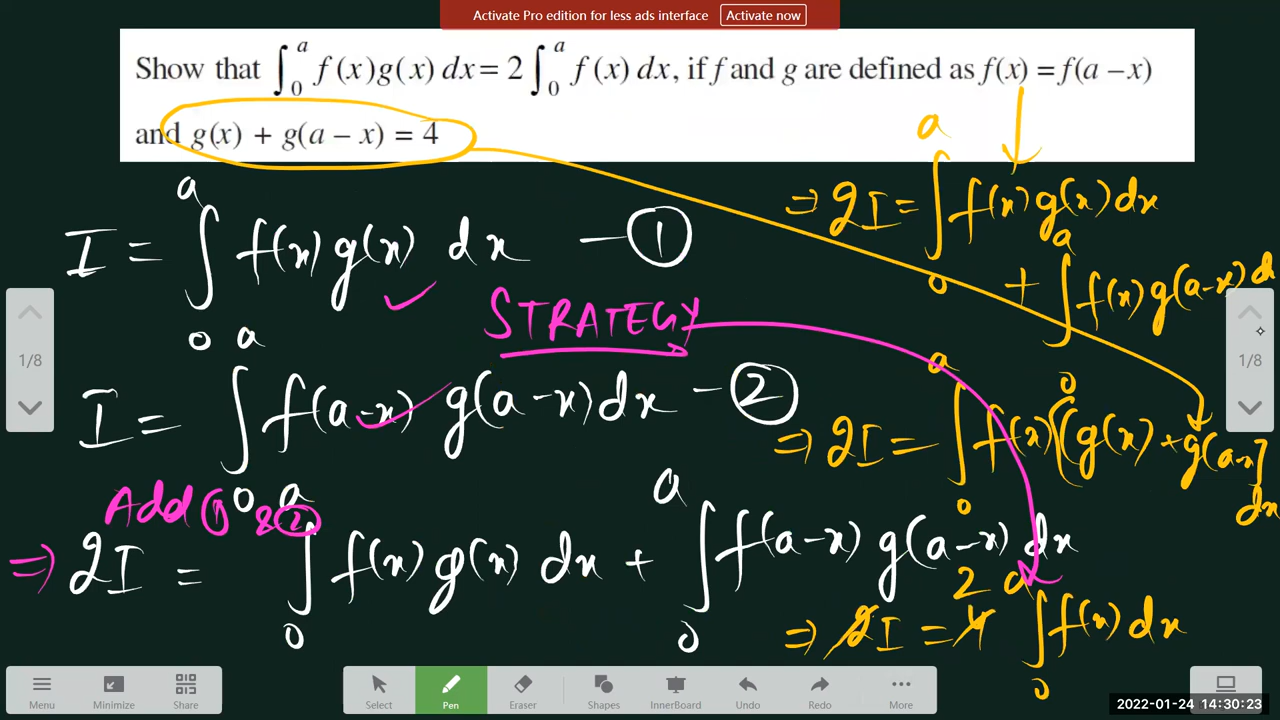 Activate Pro edition for less ads interface Activate now
Show that ∫₀ᵃ f(x)g(x) dx = 2 ∫₀ᵃ f(x) dx, if f and g are defined as f(x) = f(a – x)
and g(x) + g(a – x) = 4
I = ∫₀ᵃ f(x) g(x) dx – ①
STRATEGY
I = ∫₀ᵃ f(a-x) g(a-x) dx – ②
Add ① & ②
⇒ 2I = ∫₀ᵃ f(x) g(x) dx + ∫₀ᵃ f(a-x) g(a-x) dx
⇒ 2I = ∫₀ᵃ f(x) g(x) dx
+ ∫₀ᵃ f(x) g(a-x) d
⇒ 2I = ∫₀ᵃ f(x) (g(x) + g(a-x]
dx
⇒ 2I = 4 2 ∫₀ᵃ f(x) dx
1/8
1/8
Menu Minimize Share Select Pen Eraser Shapes InnerBoard Undo Redo More
2022-01-24 14:30:23